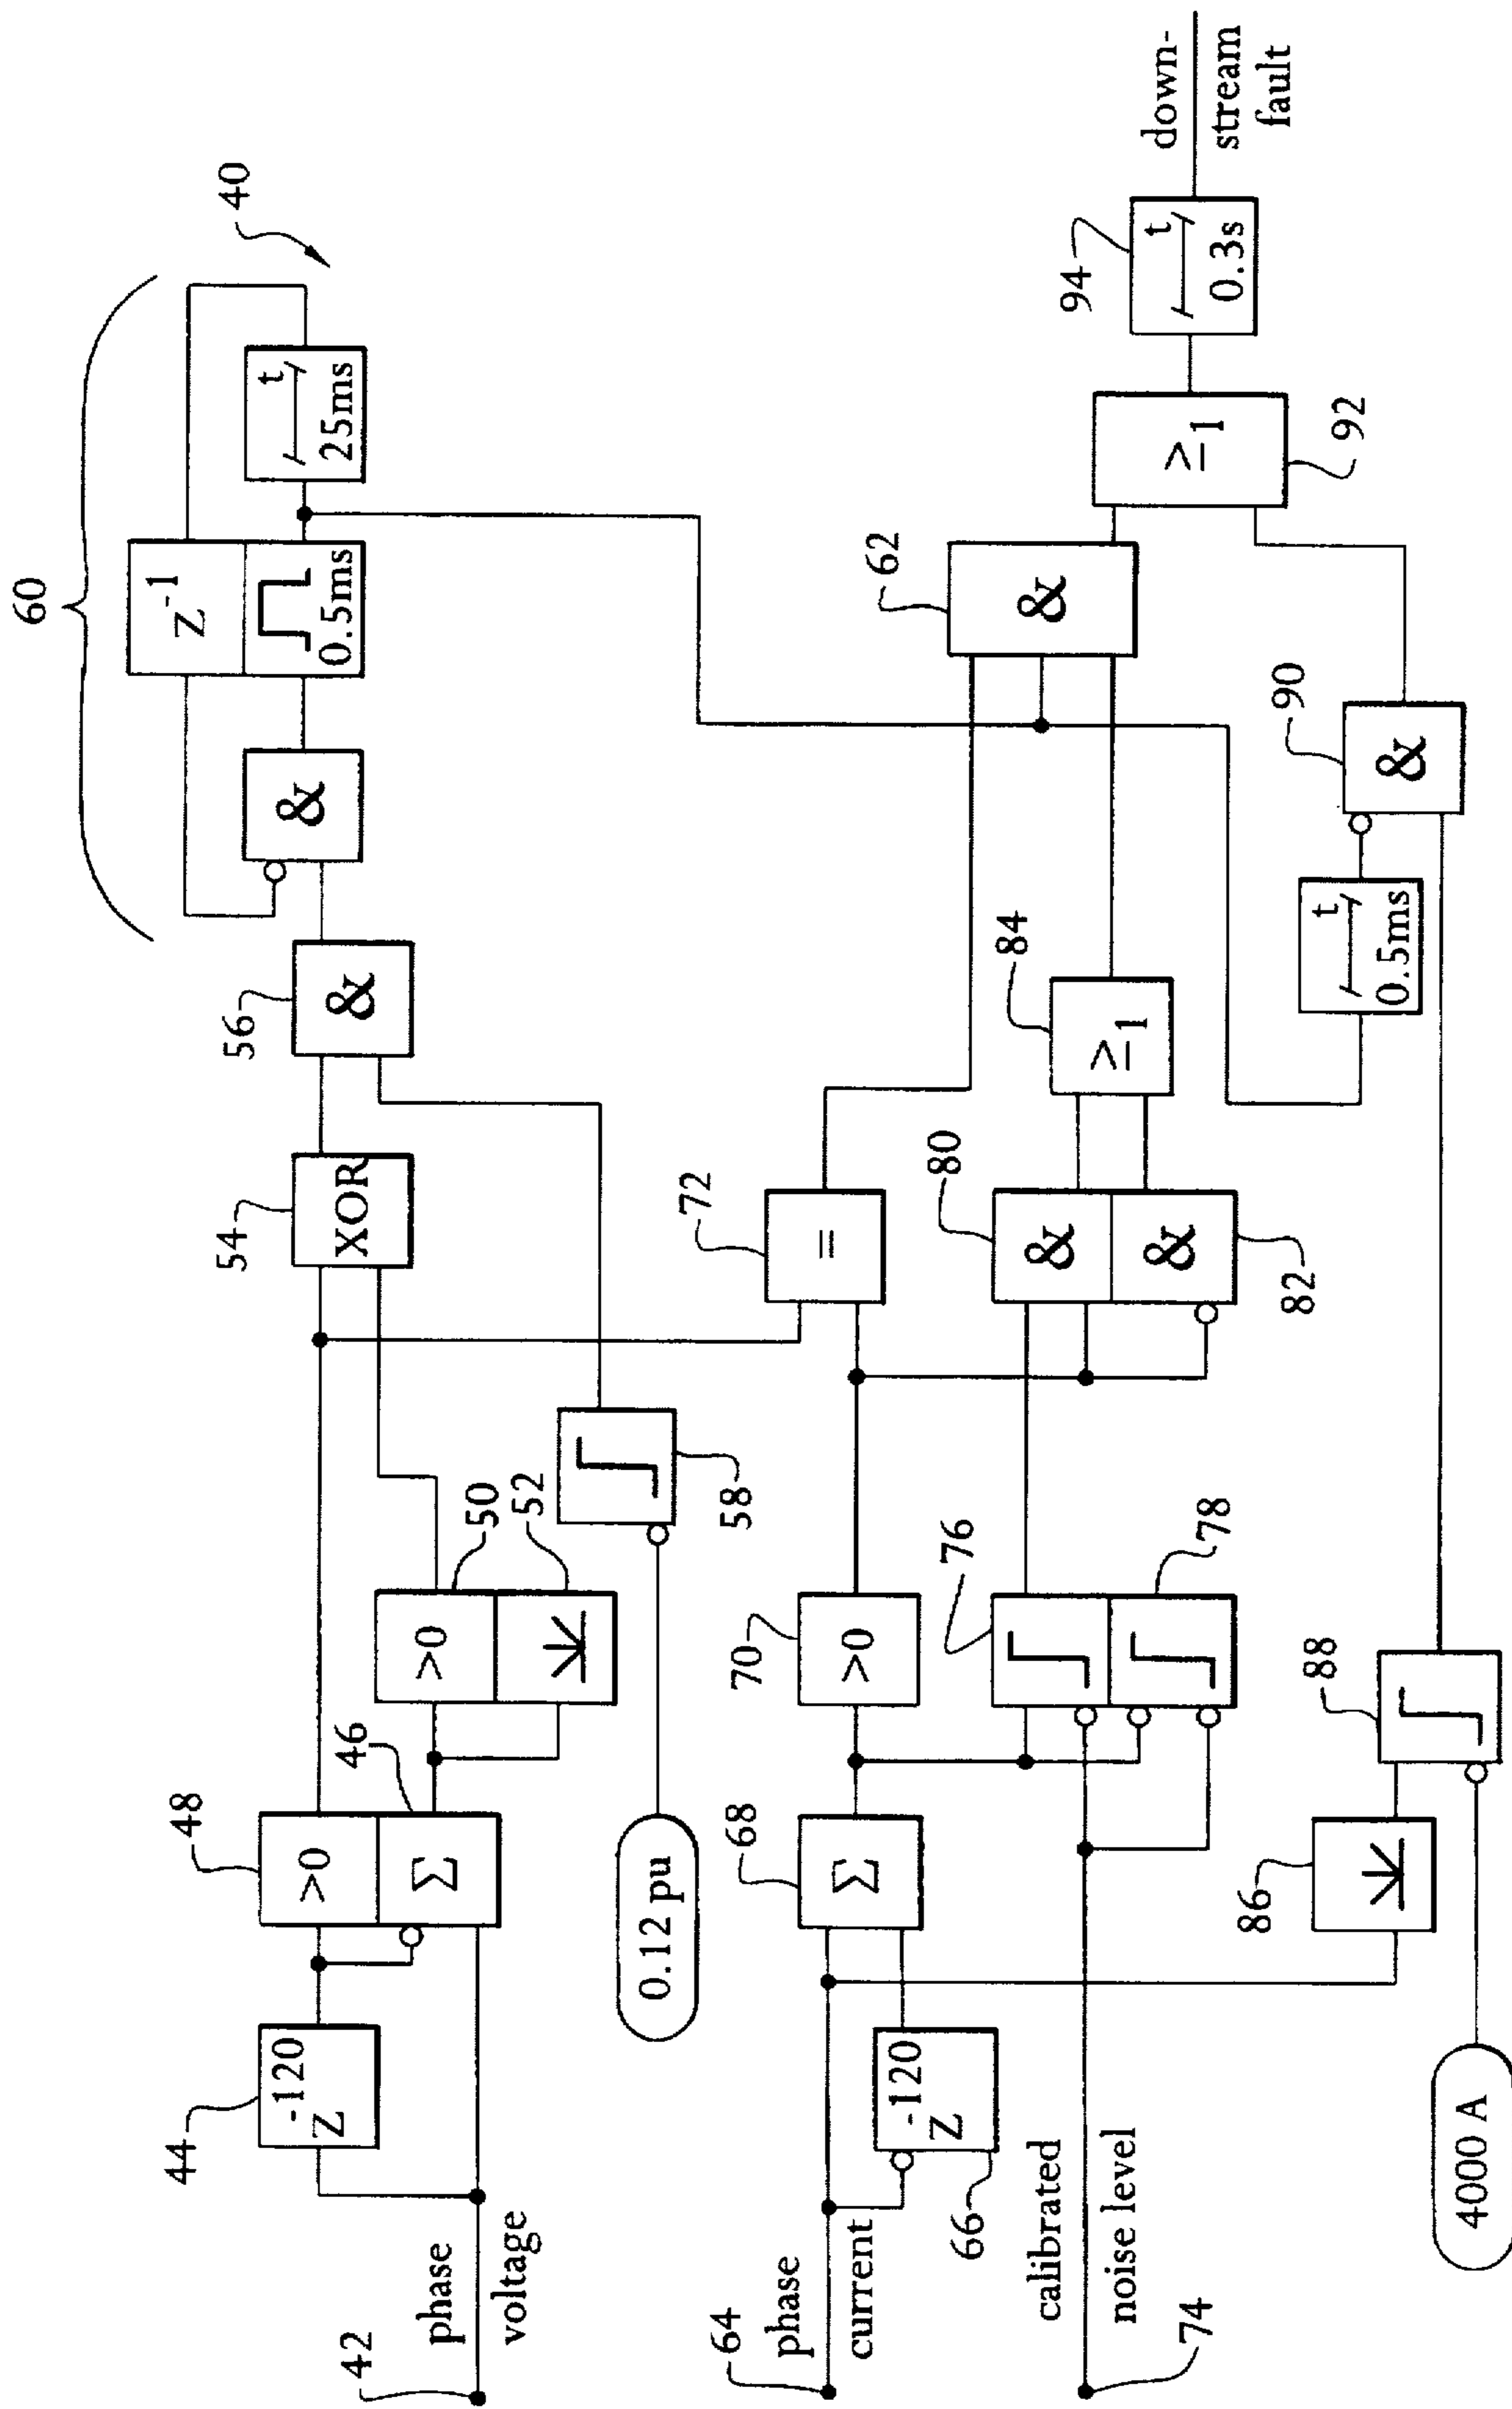 40
60
Z⁻¹
0.5ms
t
25ms
&
56
&
54
XOR
48
>0
46
Σ
50
>0
52
58
44
Z⁻¹²⁰
42
phase
voltage
0.12 pu
72
=
62
&
94
t
0.3s
down-
stream
fault
≥1
92
64
phase
current
66
Z⁻¹²⁰
68
Σ
70
>0
76
78
80
&
&
82
84
≥1
74
calibrated
noise level
90
&
t
0.5ms
86
88
4000 A